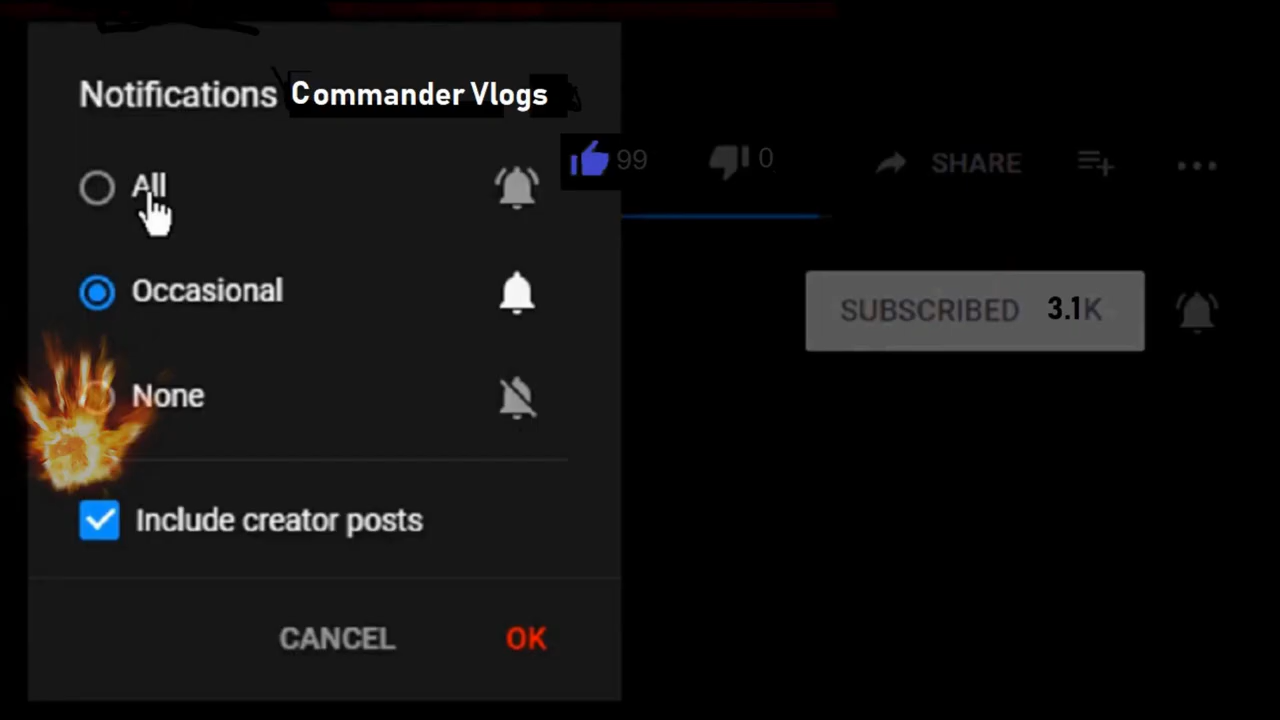 Notifications Commander Vlogs
All
99 0 SHARE
Occasional
SUBSCRIBED 3.1K
None
Include creator posts
CANCEL OK